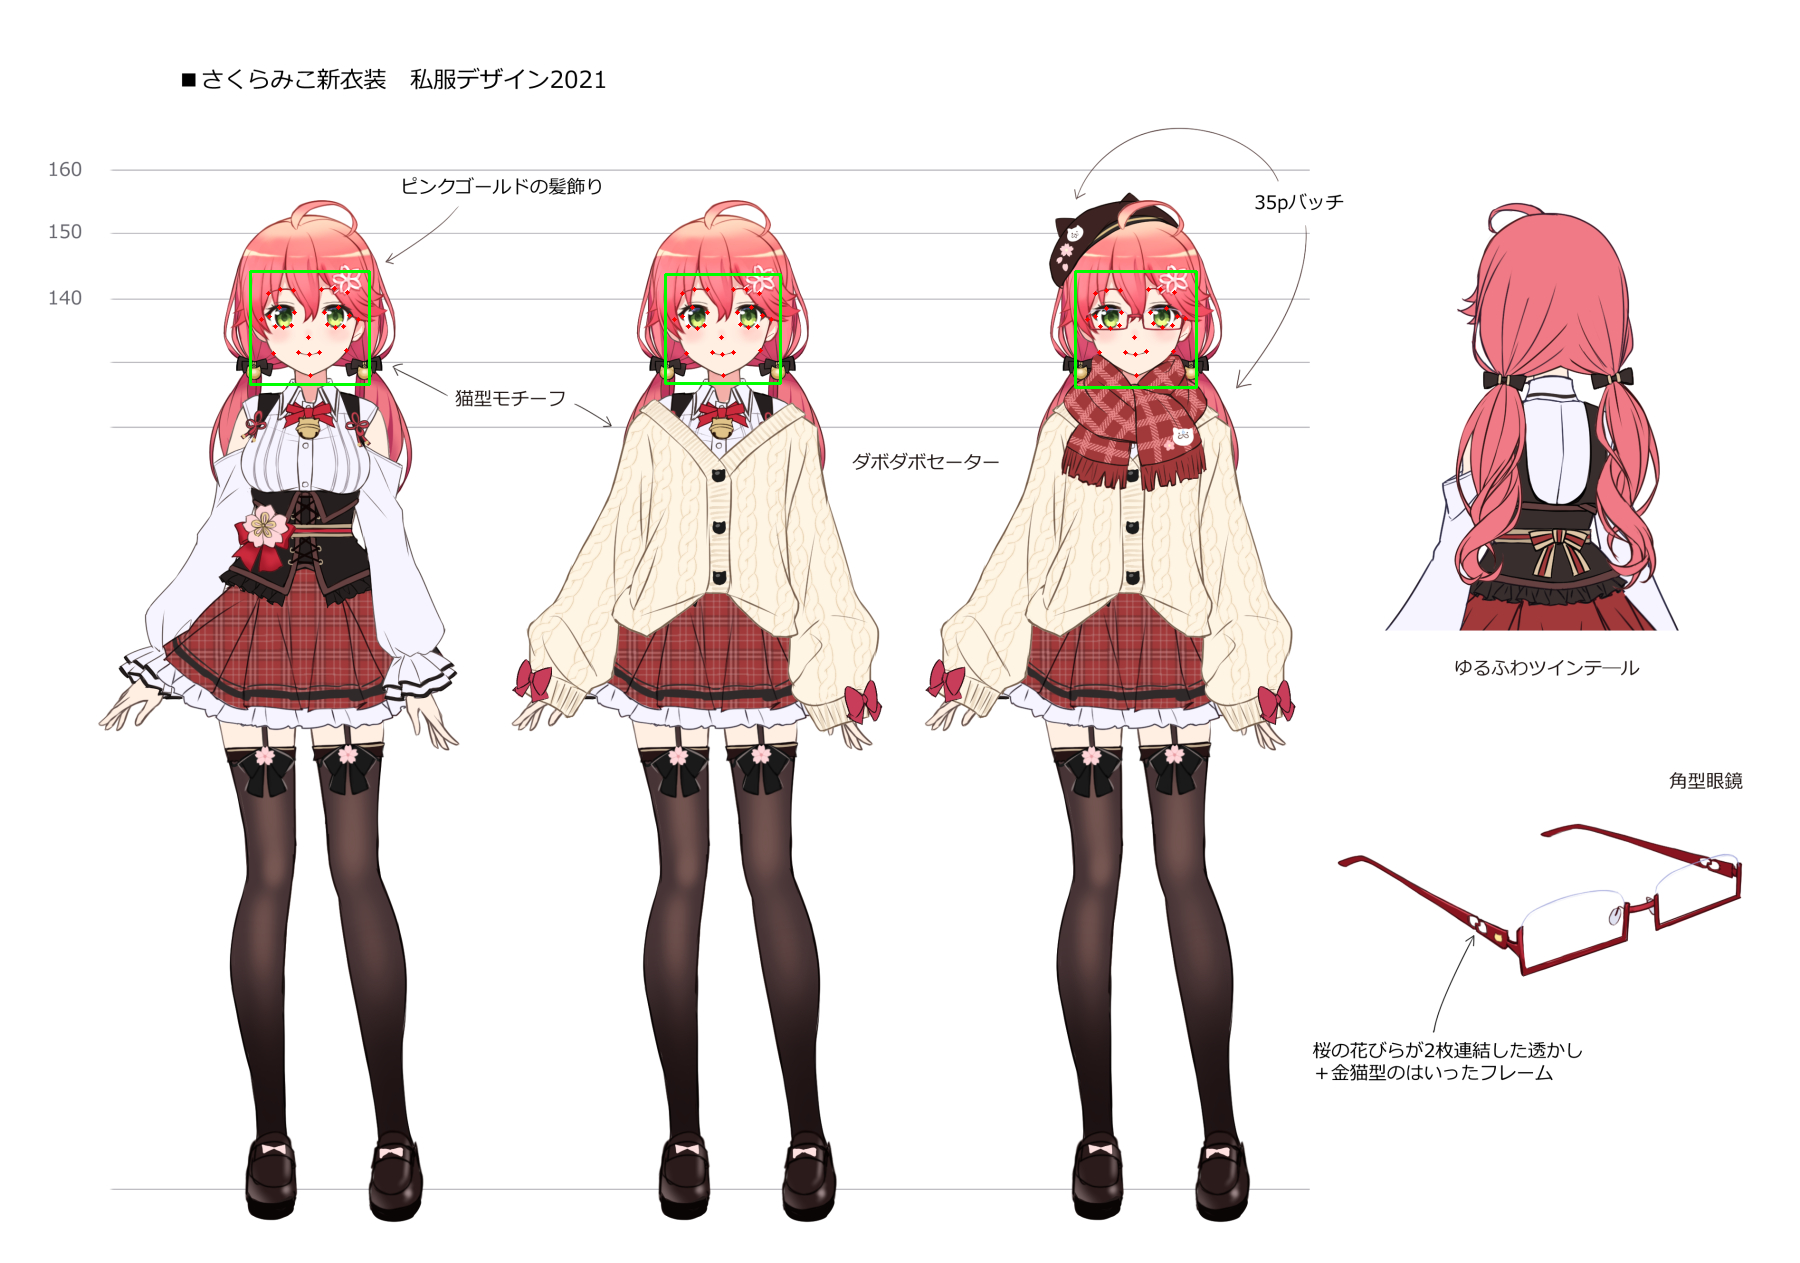 ■さくらみこ新衣装　私服デザイン2021
160
ピンクゴールドの髪飾り
35pバッチ
150
140
猫型モチーフ
ダボダボセーター
ゆるふわツインテール
角型眼鏡
桜の花びらが2枚連結した透かし
＋金猫型のはいったフレーム